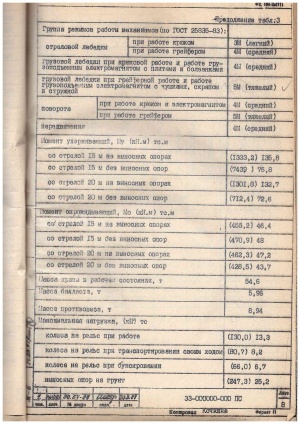 Продолжение табл.3
Группа режимов работы механизмов(по ГОСТ 25835-83):
стреловой лебедки
при работе крюком
3М (легкий)
при работе грейфером
4М (средний)
грузовой лебедки при крюковой работе и работе грузоподъемным электромагнитом с плитами и болванками
4М (средний)
грузовой лебедки при грейферной работе и работе грузоподъемным электромагнитом с чушками, скрапом и стружкой
5М (тяжелый)
поворота
при работе крюком и электромагнитом
4М (средний)
при работе грейфером
5М (тяжелый)
передвижения
4М (средний)
Момент удерживающий, Му (кН.м) тс.м
со стрелой 15 м на выносных опорах
(1333,2) 135,8
со стрелой 15 м без выносных опор
(743) 75,8
со стрелой 20 м на выносных опорах
(1301,8) 132,7
со стрелой 20 м без выносных опор
(712,4) 72,6
Момент опрокидывающий, Мо (кН.м) тс.м
со стрелой 15 м на выносных опорах
(455,2) 46,4
со стрелой 15 м без выносных опор
(470,9) 48
со стрелой 20 м на выносных опорах
(462,3) 47,2
со стрелой 20 м без выносных опор
(428,5) 43,7
Масса крана в рабочем состоянии, т
54,6
Масса балласта, т
5,96
Масса противовеса, т
8,94
Максимальная нагрузка, (кН) тс
колеса на рельс при работе
(130,0) 13,3
колеса на рельс при транспортировании своим ходом
(80,7) 8,2
колеса на рельс при буксировании
(66,0) 6,7
выносных опор на грунт
(247,3) 25,2
33-000000-000 ПС
Лист
8
Копировал
Формат 11